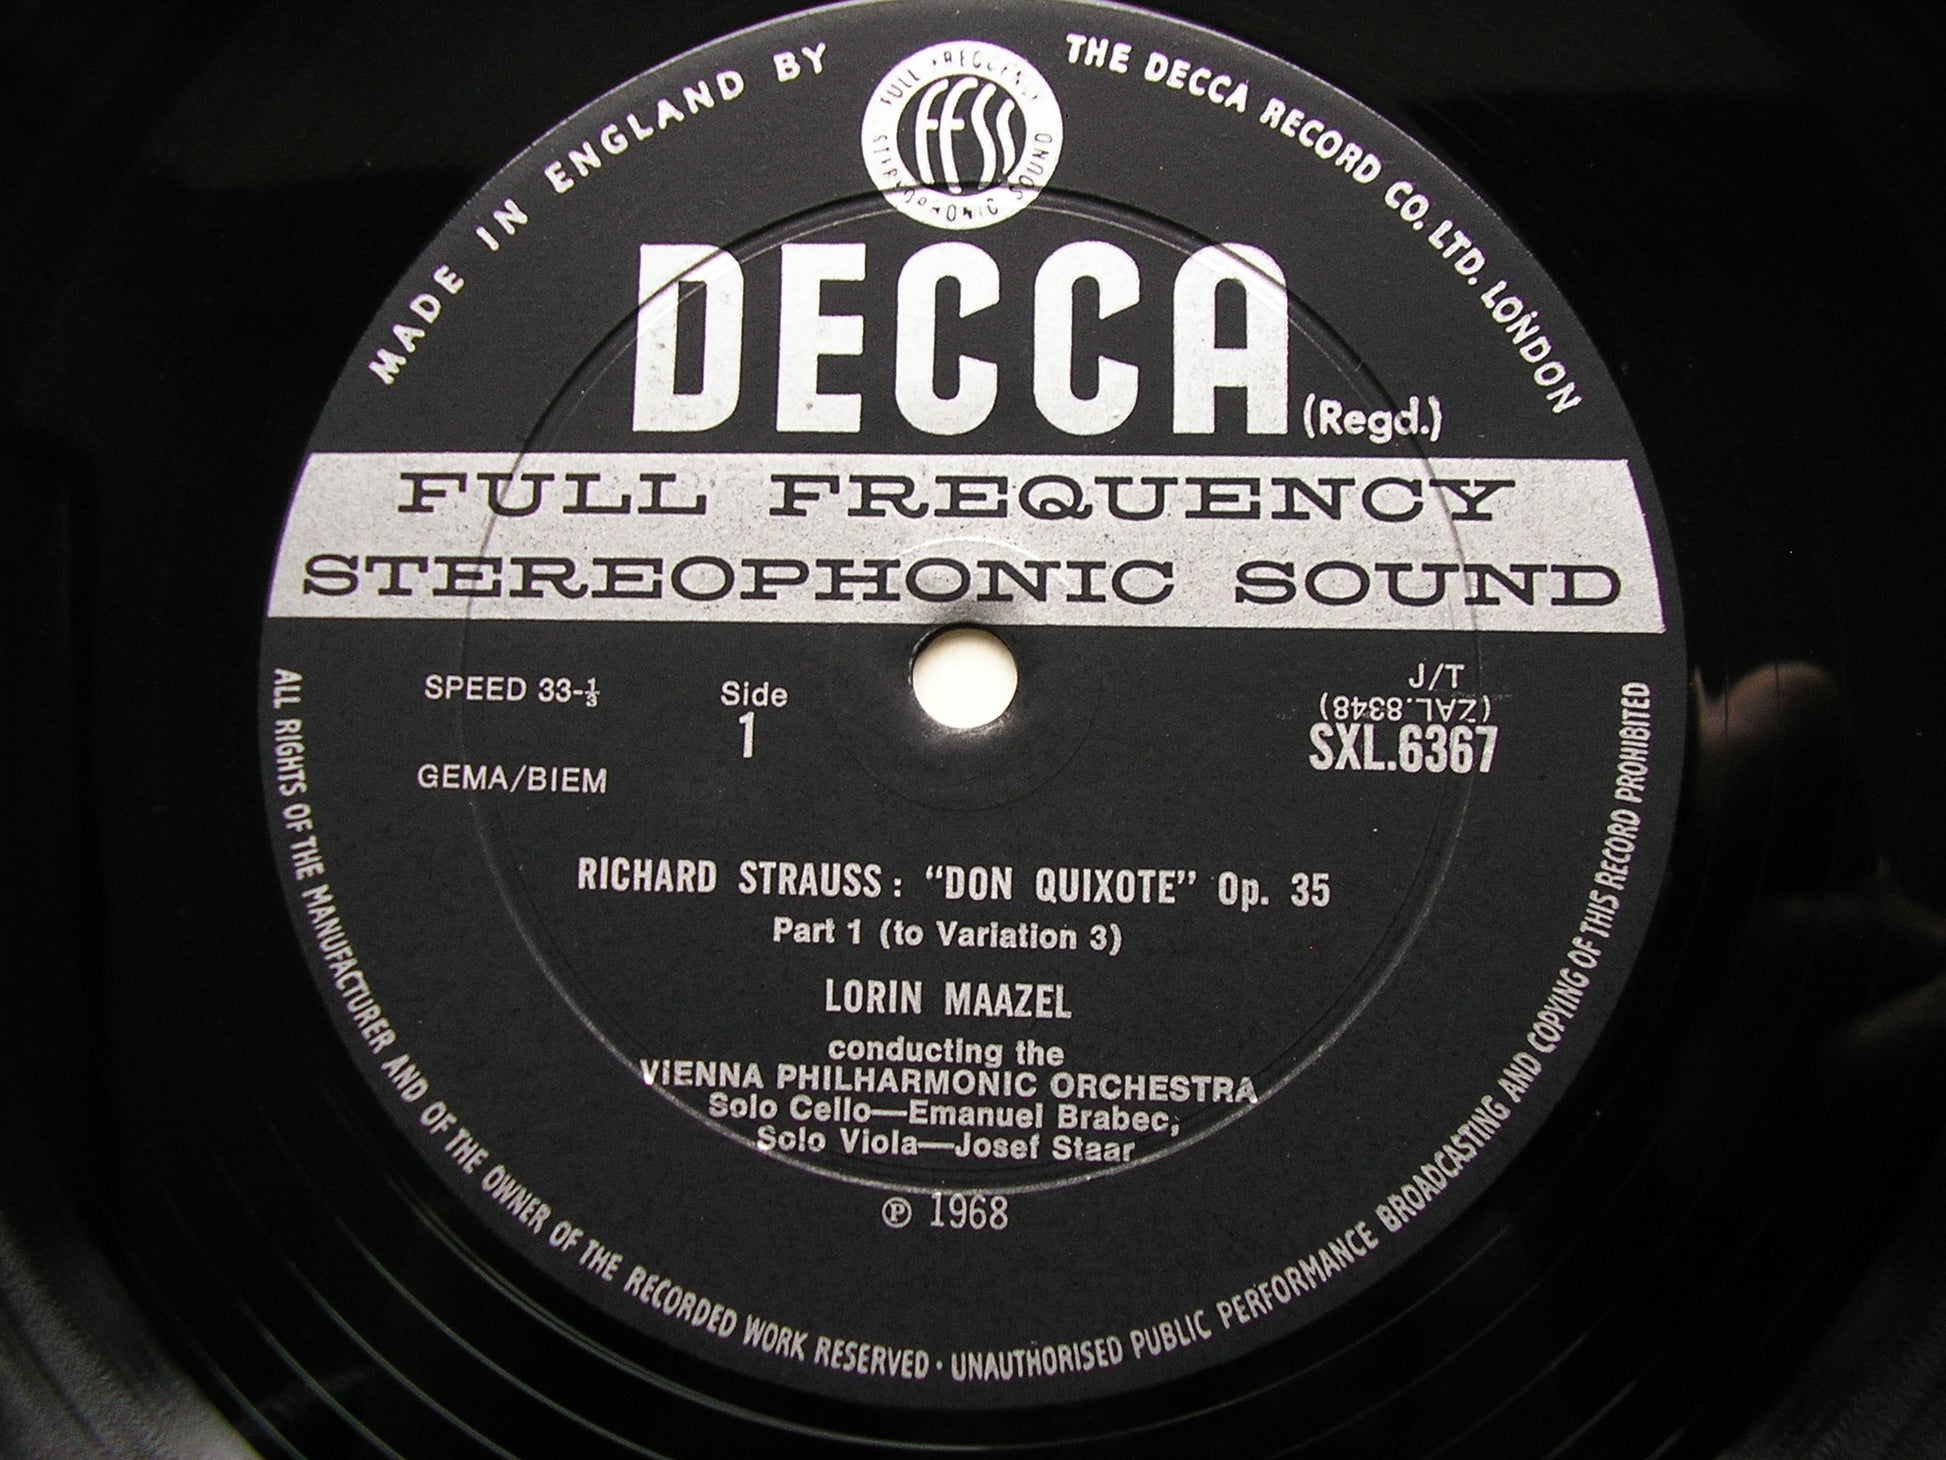 MADE IN ENGLAND BY
THE DECCA RECORD CO. LTD. LONDON
FULL FREQUENCY
FFSS
STEREOPHONIC SOUND
DECCA (Regd.)
FULL FREQUENCY
STEREOPHONIC SOUND
SPEED 33-⅓
Side
1
J/T
(ZAL.8348)
SXL.6367
GEMA/BIEM
RICHARD STRAUSS: “DON QUIXOTE” Op. 35
Part 1 (to Variation 3)
LORIN MAAZEL
conducting the
VIENNA PHILHARMONIC ORCHESTRA
Solo Cello—Emanuel Brabec;
Solo Viola—Josef Staar
℗ 1968
ALL RIGHTS OF THE MANUFACTURER AND OF THE OWNER OF THE RECORDED WORK RESERVED · UNAUTHORISED PUBLIC PERFORMANCE BROADCASTING AND COPYING OF THIS RECORD PROHIBITED